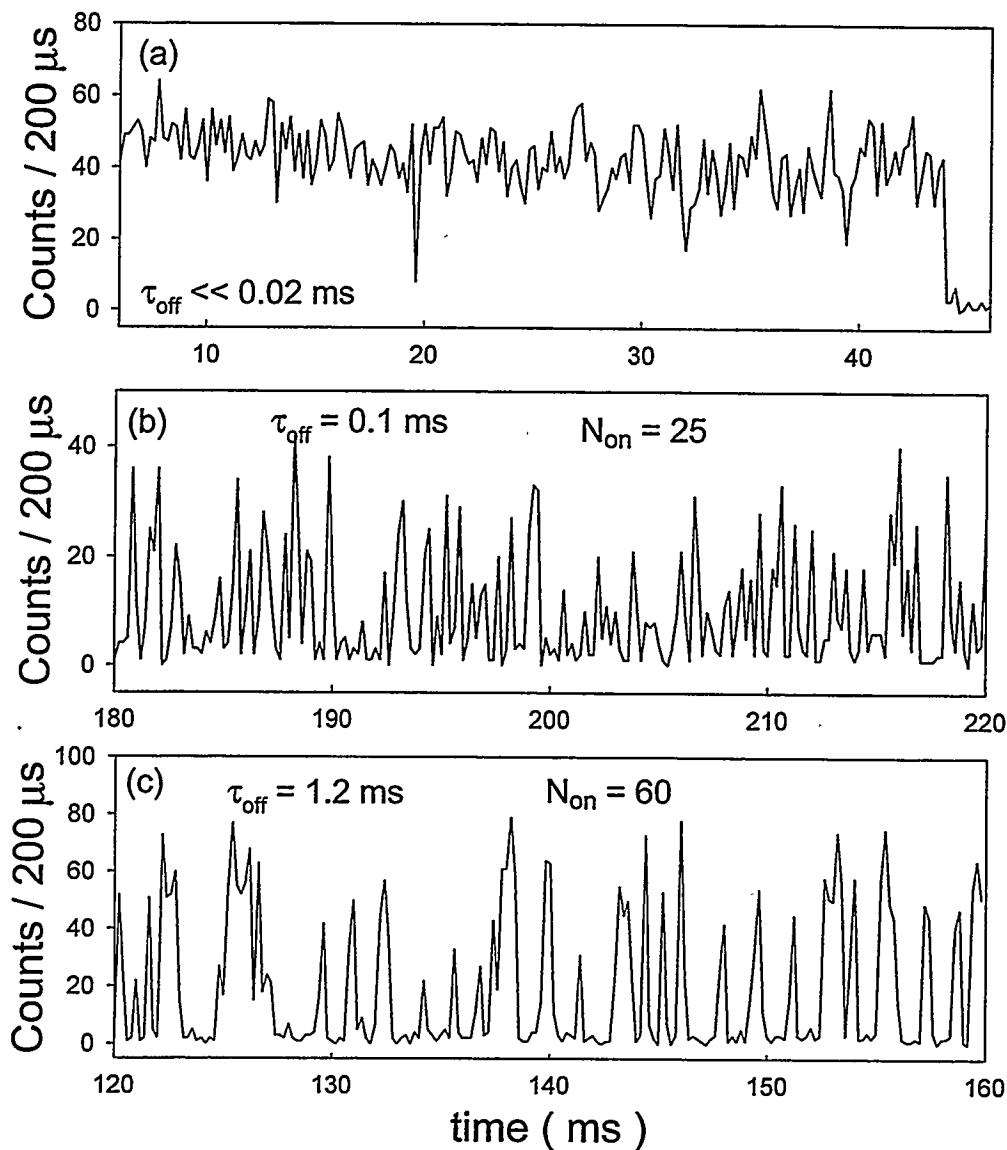 (a)
Counts / 200 μs
80
60
40
20
0
τoff << 0.02 ms
10 20 30 40
(b)
τoff = 0.1 ms Non = 25
Counts / 200 μs
40
20
0
180 190 200 210 220
(c)
τoff = 1.2 ms Non = 60
Counts / 200 μs
100
80
60
40
20
0
120 130 140 150 160
time ( ms )